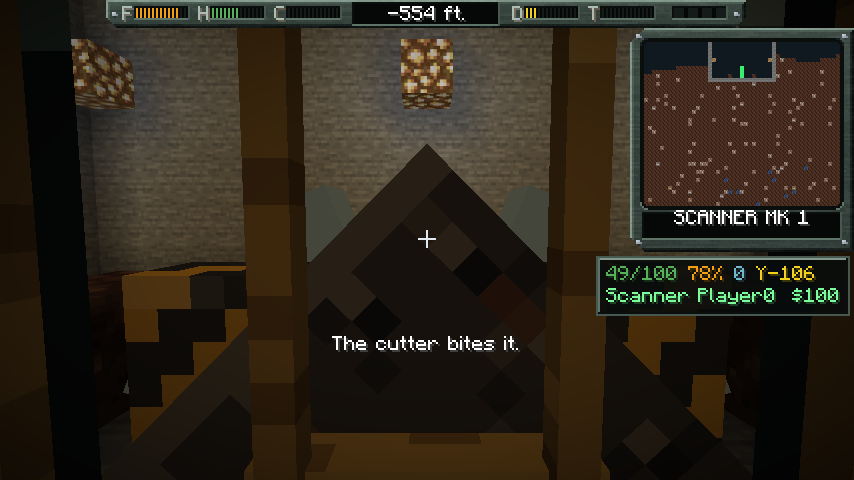 F H C -554 ft. D T
SCANNER MK 1
49/100 78% 0 Y-106
Scanner Player0 $100
The cutter bites it.